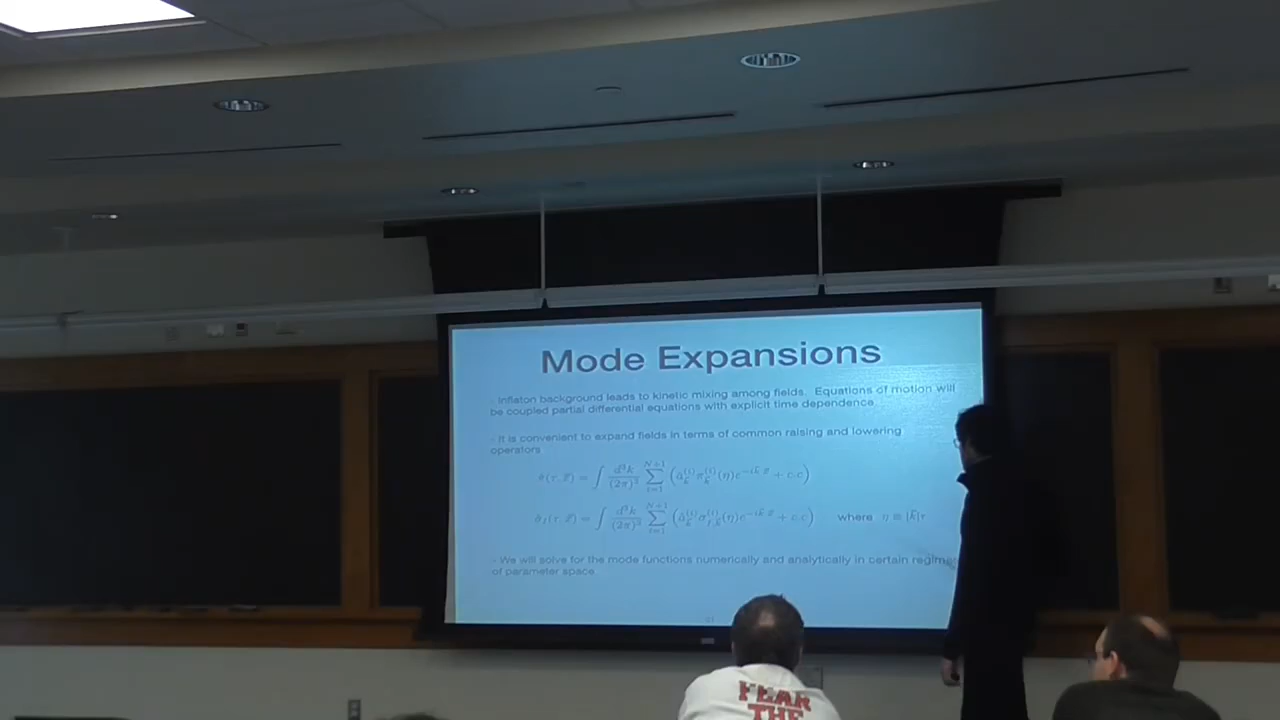 Mode Expansions
- Inflaton background leads to kinetic mixing among fields. Equations of motion will
be coupled partial differential equations with explicit time dependence
- It is convenient to expand fields in terms of common raising and lowering
operators
where η ≡ |k⃗|τ
- We will solve for the mode functions numerically and analytically in certain regime
of parameter space
FEAR
THE